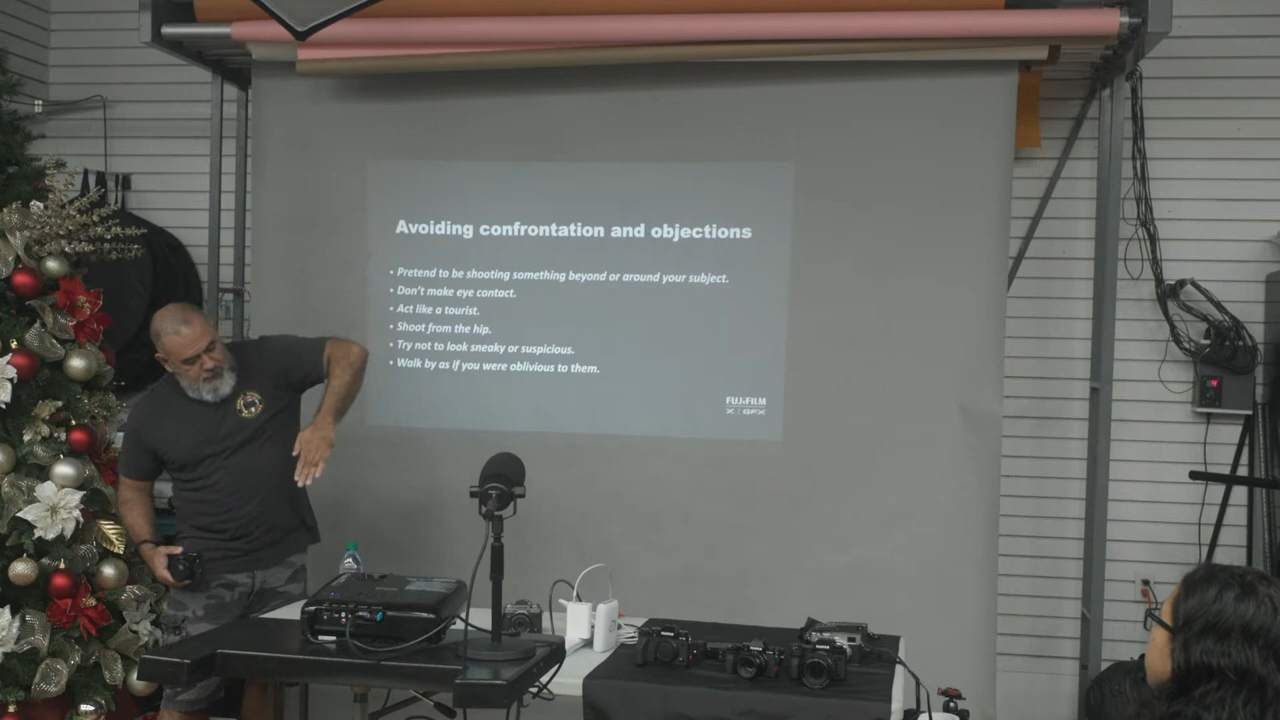 Avoiding confrontation and objections
• Pretend to be shooting something beyond or around your subject.
• Don't make eye contact.
• Act like a tourist.
• Shoot from the hip.
• Try not to look sneaky or suspicious.
• Walk by as if you were oblivious to them.
FUJIFILM
X | GFX